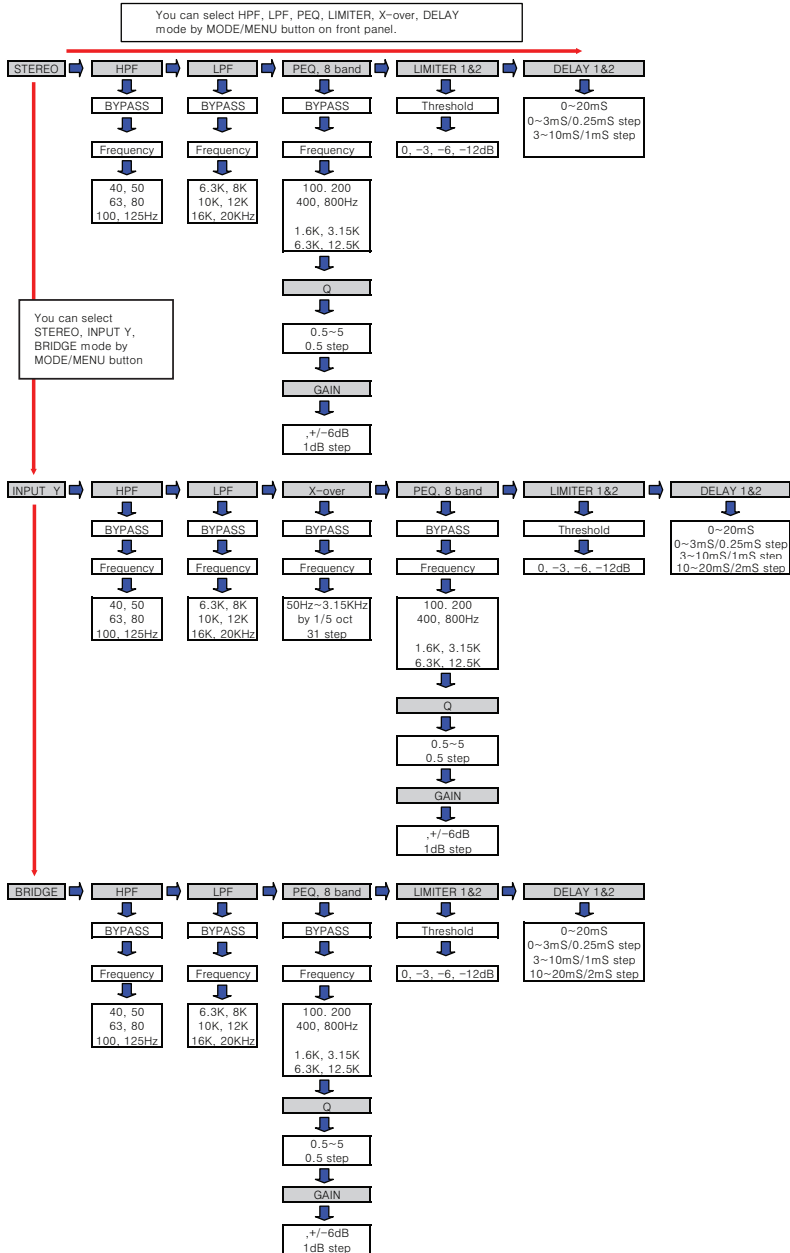 You can select HPF, LPF, PEQ, LIMITER, X-over, DELAY
mode by MODE/MENU button on front panel.
STEREO HPF LPF PEQ, 8 band LIMITER 1&2 DELAY 1&2
BYPASS BYPASS BYPASS Threshold 0~20mS
0~3mS/0.25mS step
3~10mS/1mS step
Frequency Frequency Frequency 0, −3, −6, −12dB
40, 50 6.3K, 8K 100. 200
63, 80 10K, 12K 400, 800Hz
100, 125Hz 16K, 20KHz
1.6K, 3.15K
6.3K, 12.5K
Q
0.5~5
0.5 step
GAIN
,+/−6dB
1dB step
You can select
STEREO, INPUT Y,
BRIDGE mode by
MODE/MENU button
INPUT Y HPF LPF X−over PEQ, 8 band LIMITER 1&2 DELAY 1&2
BYPASS BYPASS BYPASS BYPASS Threshold 0~20mS
0~3mS/0.25mS step
3~10mS/1mS step
Frequency Frequency Frequency Frequency 0, −3, −6, −12dB 10~20mS/2mS step
40, 50 6.3K, 8K 50Hz~3.15KHz 100. 200
63, 80 10K, 12K by 1/5 oct 400, 800Hz
100, 125Hz 16K, 20KHz 31 step
1.6K, 3.15K
6.3K, 12.5K
Q
0.5~5
0.5 step
GAIN
,+/−6dB
1dB step
BRIDGE HPF LPF PEQ, 8 band LIMITER 1&2 DELAY 1&2
BYPASS BYPASS BYPASS Threshold 0~20mS
0~3mS/0.25mS step
3~10mS/1mS step
Frequency Frequency Frequency 0, −3, −6, −12dB 10~20mS/2mS step
40, 50 6.3K, 8K 100. 200
63, 80 10K, 12K 400, 800Hz
100, 125Hz 16K, 20KHz
1.6K, 3.15K
6.3K, 12.5K
Q
0.5~5
0.5 step
GAIN
,+/−6dB
1dB step